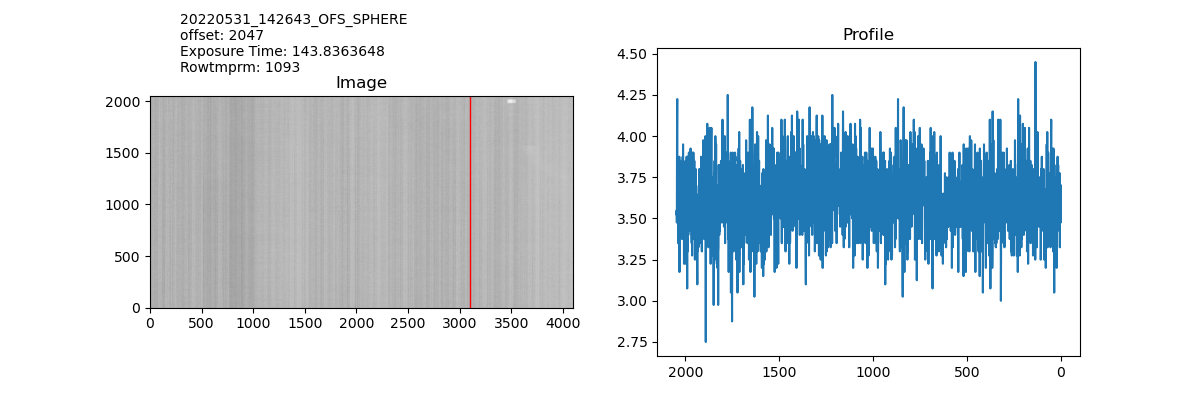 20220531_142643_OFS_SPHERE
offset: 2047
Exposure Time: 143.8363648
Rowtmprm: 1093
Image
2000
1500
1000
500
0
0 500 1000 1500 2000 2500 3000 3500 4000
Profile
4.50
4.25
4.00
3.75
3.50
3.25
3.00
2.75
2000 1500 1000 500 0